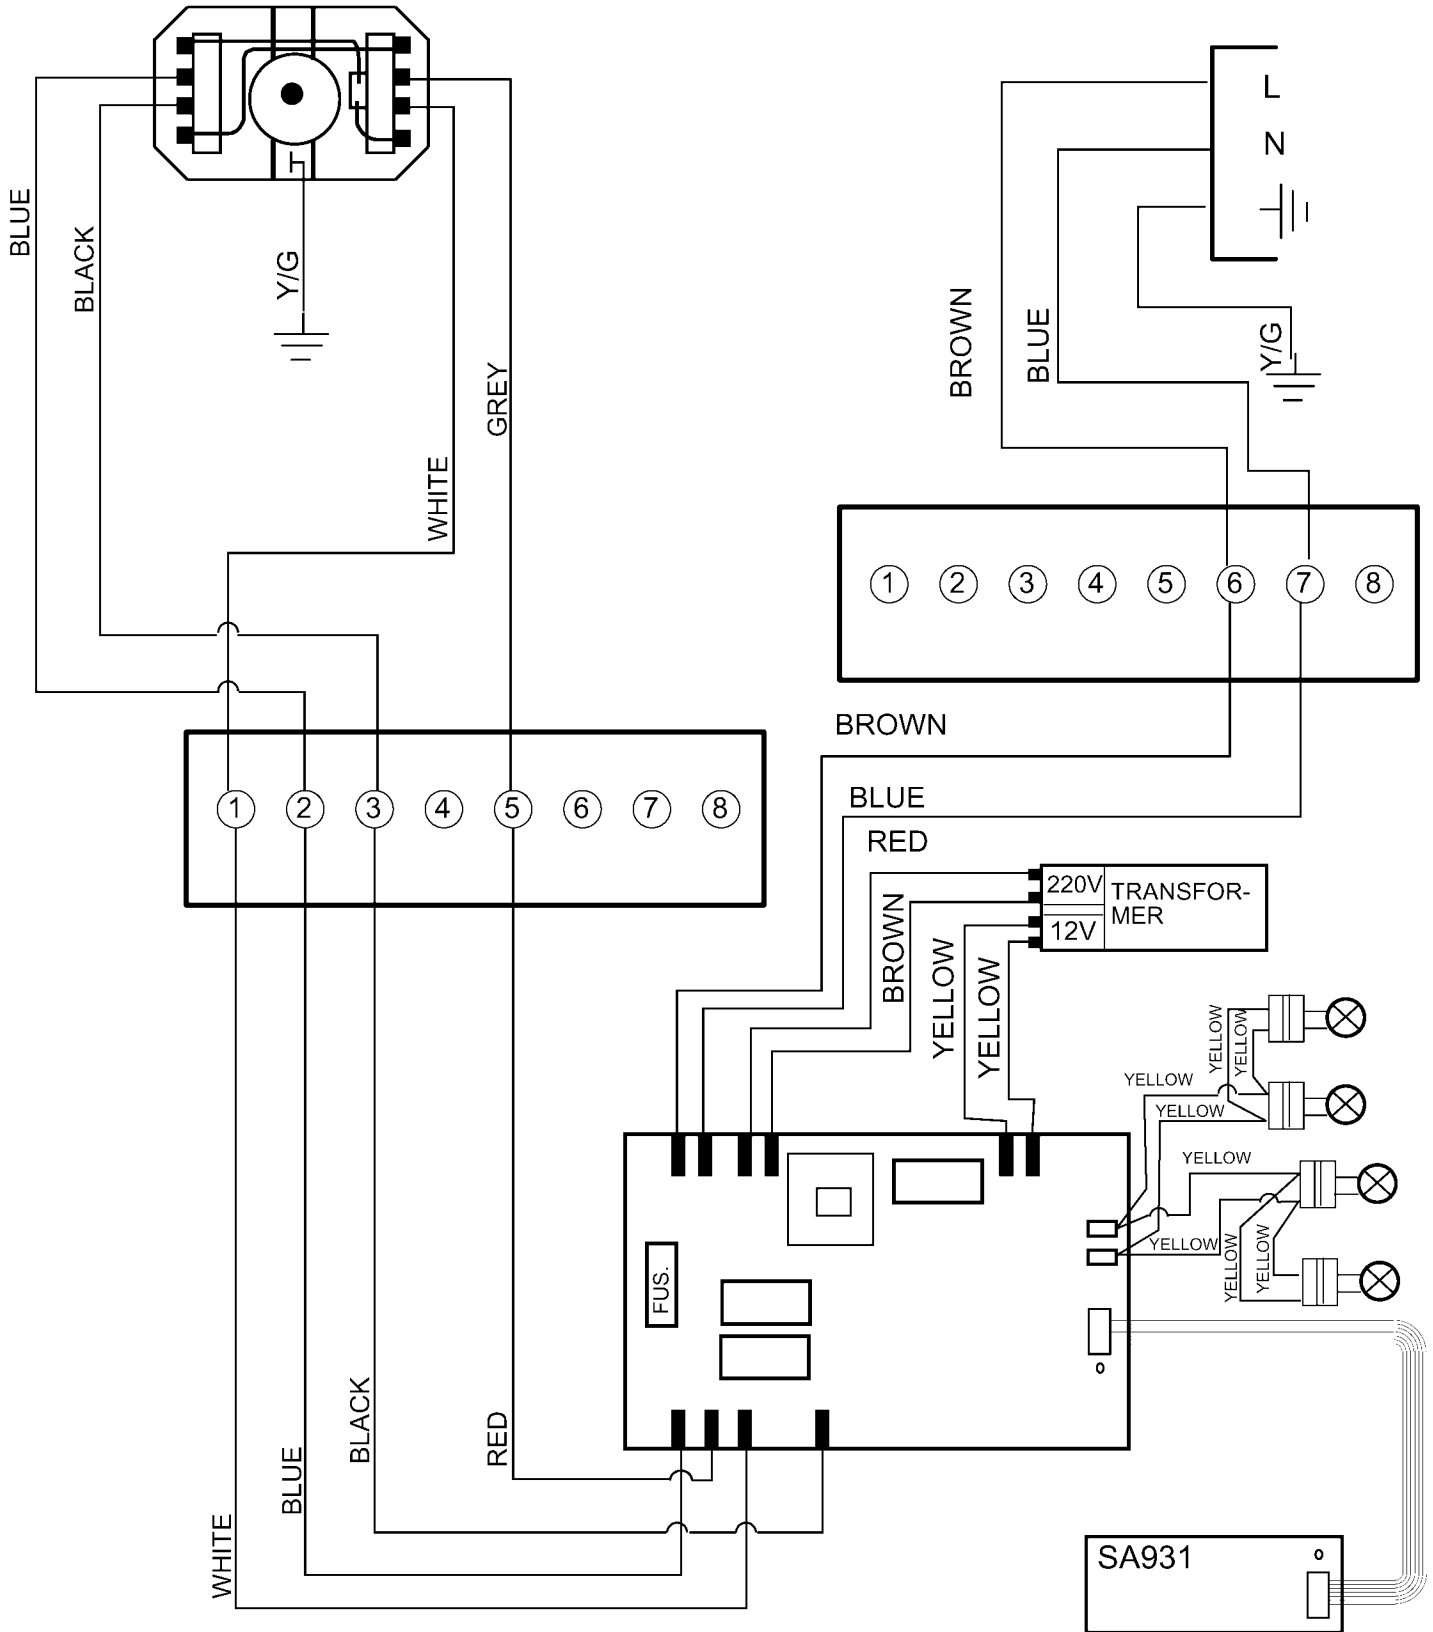 L
N
BLUE
BLACK
Y/G
GREY
WHITE
BROWN
BLUE
Y/G
1 2 3 4 5 6 7 8
BROWN
BLUE
RED
1 2 3 4 5 6 7 8
220V
12V
TRANSFOR-
MER
BROWN
YELLOW
YELLOW
YELLOW
YELLOW
YELLOW
YELLOW
YELLOW
YELLOW
YELLOW
YELLOW
FUS.
BLACK
RED
BLUE
WHITE
SA931